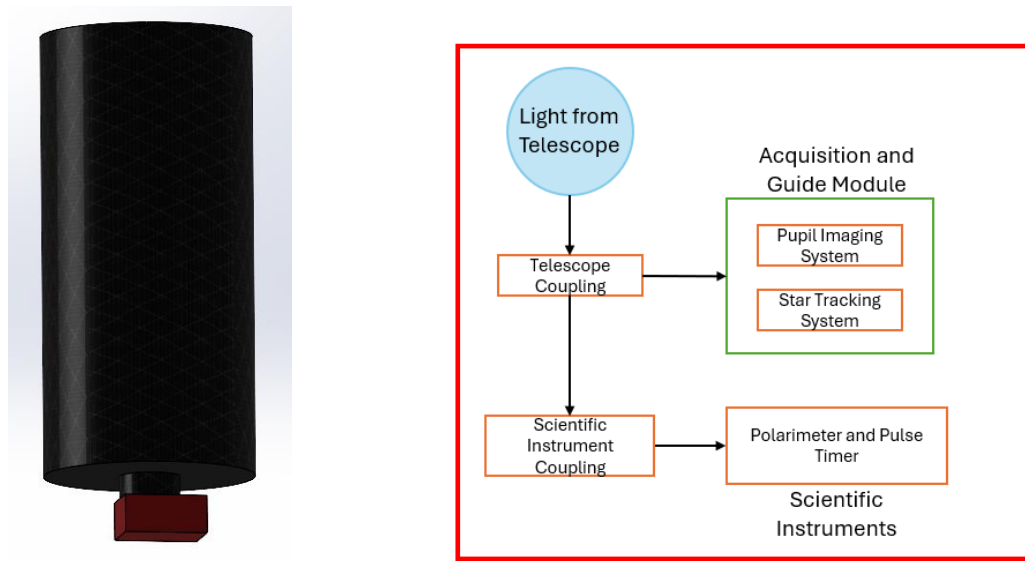 Light from
Telescope
Acquisition and
Guide Module
Pupil Imaging
System
Telescope
Coupling
Star Tracking
System
Scientific
Instrument
Coupling
Polarimeter and Pulse
Timer
Scientific
Instruments